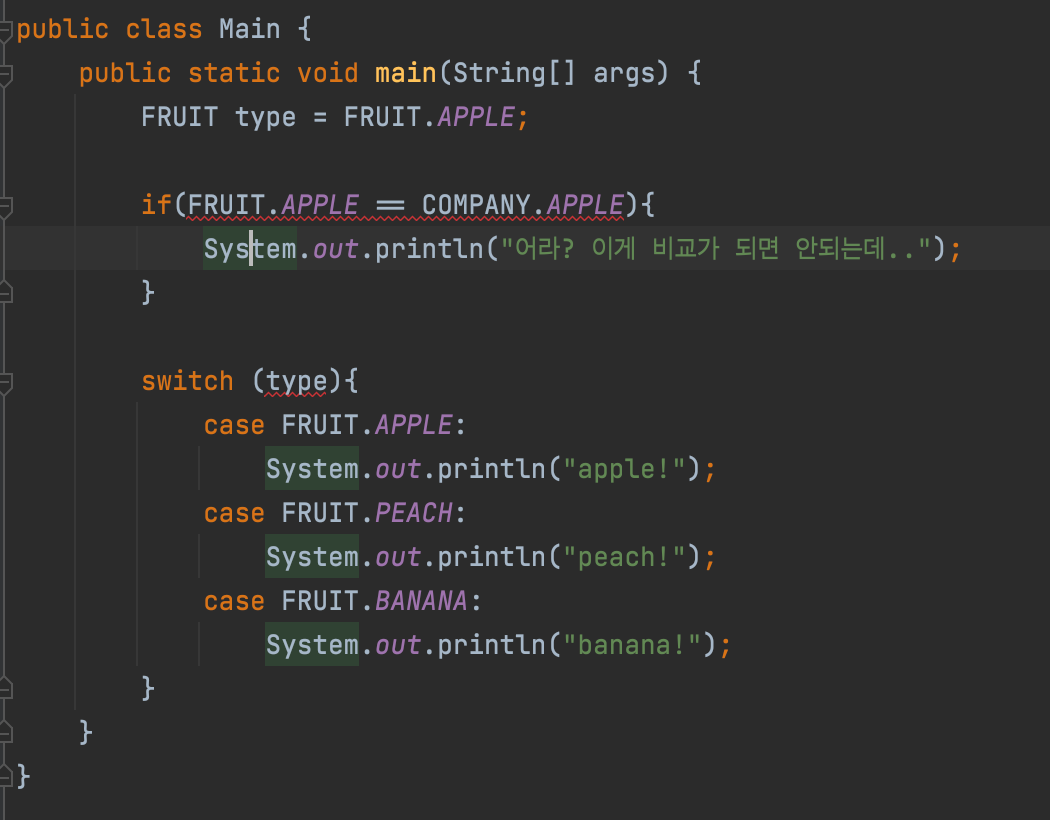 public class Main {
public static void main(String[] args) {
FRUIT type = FRUIT.APPLE;
if(FRUIT.APPLE == COMPANY.APPLE){
System.out.println("어라? 이게 비교가 되면 안되는데..");
}
switch (type){
case FRUIT.APPLE:
System.out.println("apple!");
case FRUIT.PEACH:
System.out.println("peach!");
case FRUIT.BANANA:
System.out.println("banana!");
}
}
}